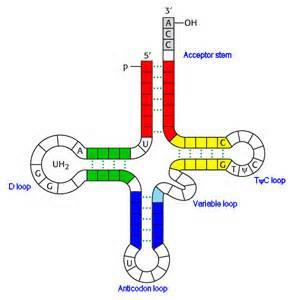 3'
A
OH
C
C
5'
Acceptor stem
p
U
A
UH2
G
G
D loop
C
T
Ψ
C
G
TΨC loop
Variable loop
U
Anticodon loop